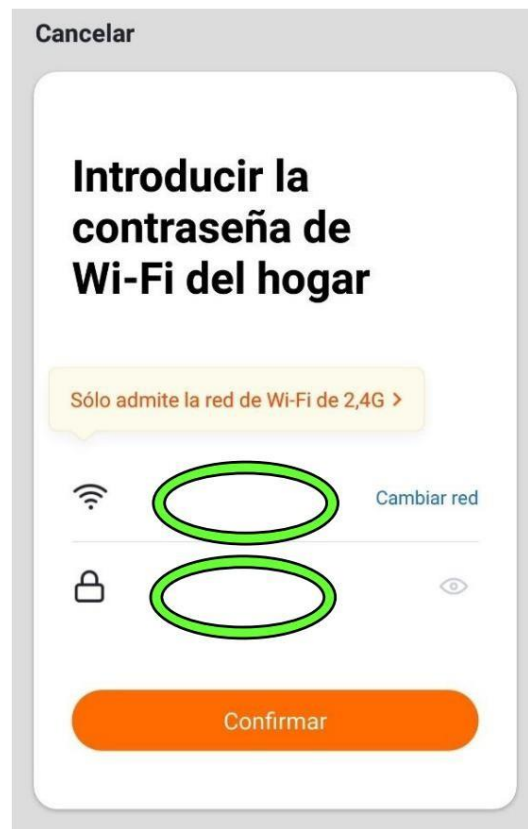 Cancelar
Introducir la
contraseña de
Wi-Fi del hogar
Sólo admite la red de Wi-Fi de 2,4G >
Cambiar red
Confirmar